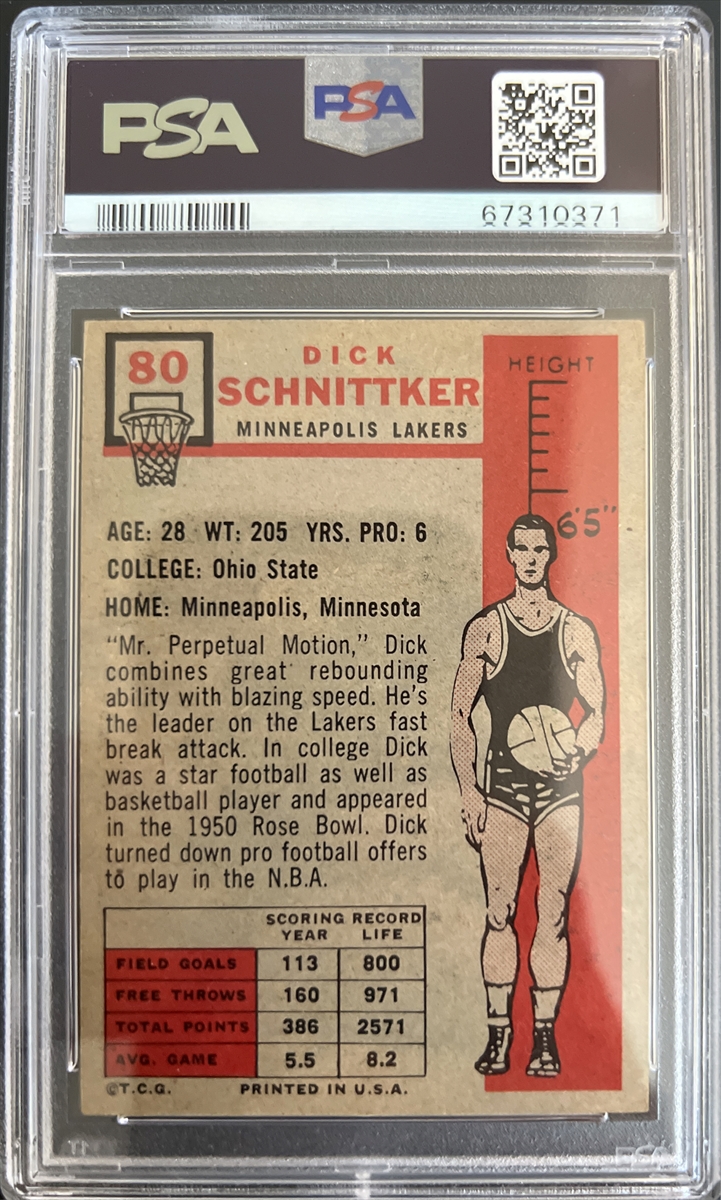 PSA
PSA
67310371
80
DICK
SCHNITTKER
MINNEAPOLIS LAKERS
HEIGHT
6'5"
AGE: 28 WT: 205 YRS. PRO: 6
COLLEGE: Ohio State
HOME: Minneapolis, Minnesota
"Mr. Perpetual Motion," Dick
combines great rebounding
ability with blazing speed. He's
the leader on the Lakers fast
break attack. In college Dick
was a star football as well as
basketball player and appeared
in the 1950 Rose Bowl. Dick
turned down pro football offers
to play in the N.B.A.
SCORING RECORD
YEAR LIFE
FIELD GOALS 113 800
FREE THROWS 160 971
TOTAL POINTS 386 2571
AVG. GAME 5.5 8.2
©T.C.G. PRINTED IN U.S.A.
PSA